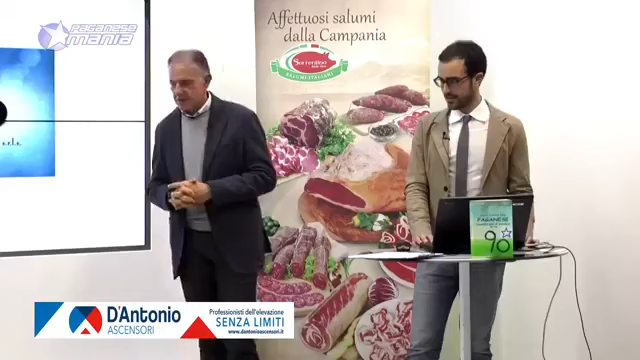 PAGANESE
mania
s.r.l.s.
Affettuosi salumi
dalla Campania
Sorrentino
SALUMI ITALIANI
PAGANESE
90
D'Antonio
ASCENSORI
Professionisti dell'elevazione
SENZA LIMITI
www.dantonioascensori.it